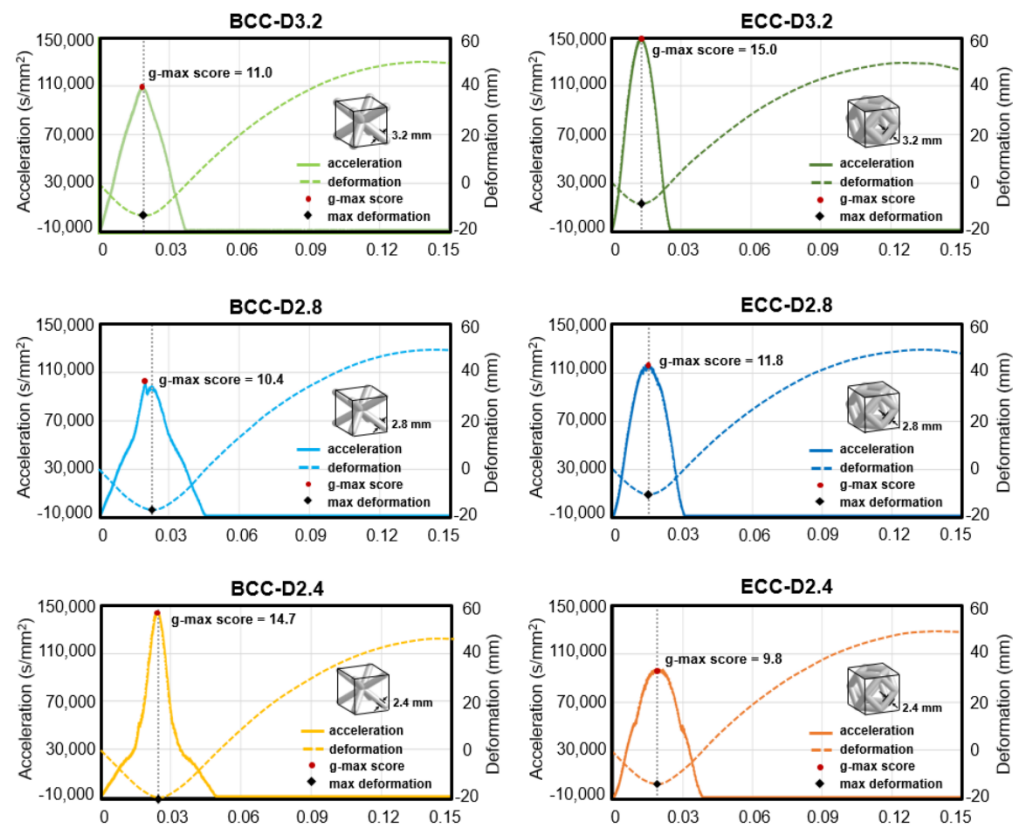 BCC-D3.2
150,000
110,000
70,000
30,000
-10,000
Acceleration (s/mm²)
g-max score = 11.0
3.2 mm
acceleration
deformation
g-max score
max deformation
60
40
20
0
-20
Deformation (mm)
0 0.03 0.06 0.09 0.12 0.15
ECC-D3.2
150,000
110,000
70,000
30,000
-10,000
Acceleration (s/mm²)
g-max score = 15.0
3.2 mm
acceleration
deformation
g-max score
max deformation
60
40
20
0
-20
Deformation (mm)
0 0.03 0.06 0.09 0.12 0.15
BCC-D2.8
150,000
110,000
70,000
30,000
-10,000
Acceleration (s/mm²)
g-max score = 10.4
2.8 mm
acceleration
deformation
g-max score
max deformation
60
40
20
0
-20
Deformation (mm)
0 0.03 0.06 0.09 0.12 0.15
ECC-D2.8
150,000
110,000
70,000
30,000
-10,000
Acceleration (s/mm²)
g-max score = 11.8
2.8 mm
acceleration
deformation
g-max score
max deformation
60
40
20
0
-20
Deformation (mm)
0 0.03 0.06 0.09 0.12 0.15
BCC-D2.4
150,000
110,000
70,000
30,000
-10,000
Acceleration (s/mm²)
g-max score = 14.7
2.4 mm
acceleration
deformation
g-max score
max deformation
60
40
20
0
-20
Deformation (mm)
0 0.03 0.06 0.09 0.12 0.15
ECC-D2.4
150,000
110,000
70,000
30,000
-10,000
Acceleration (s/mm²)
g-max score = 9.8
2.4 mm
acceleration
deformation
g-max score
max deformation
60
40
20
0
-20
Deformation (mm)
0 0.03 0.06 0.09 0.12 0.15